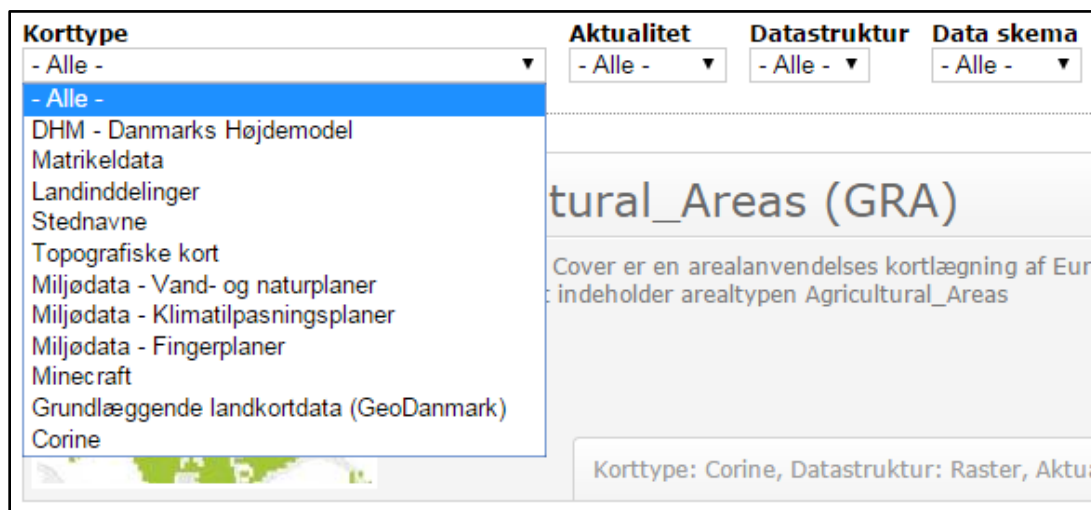 Korttype Aktualitet Datastruktur Data skema
- Alle - - Alle - - Alle - - Alle -
- Alle -
DHM - Danmarks Højdemodel
Matrikeldata
Landinddelinger
Stednavne
Topografiske kort
Miljødata - Vand- og naturplaner
Miljødata - Klimatilpasningsplaner
Miljødata - Fingerplaner
Minecraft
Grundlæggende landkortdata (GeoDanmark)
Corine
tural_Areas (GRA)
Cover er en arealanvendelses kortlægning af Eur
indeholder arealtypen Agricultural_Areas
Korttype: Corine, Datastruktur: Raster, Aktua